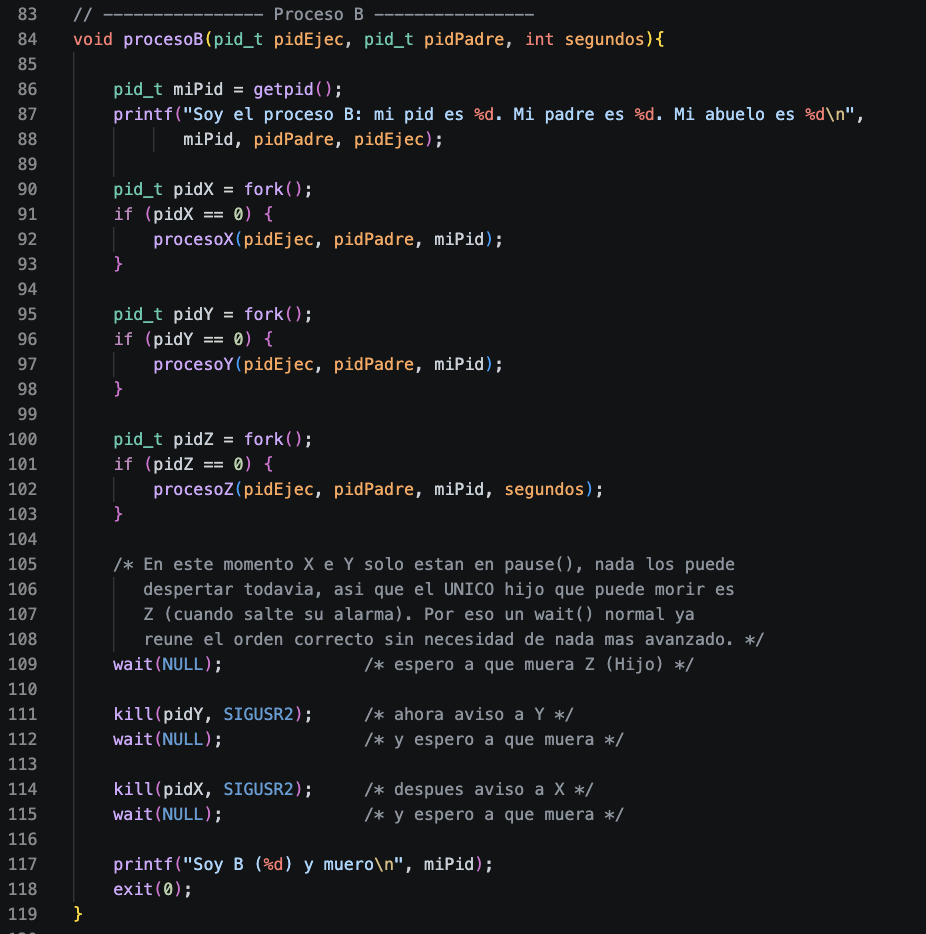 83 // ———————————————— Proceso B ————————————————
84 void procesoB(pid_t pidEjec, pid_t pidPadre, int segundos){
85
86 pid_t miPid = getpid();
87 printf("Soy el proceso B: mi pid es %d. Mi padre es %d. Mi abuelo es %d\n",
88 miPid, pidPadre, pidEjec);
89
90 pid_t pidX = fork();
91 if (pidX == 0) {
92 procesoX(pidEjec, pidPadre, miPid);
93 }
94
95 pid_t pidY = fork();
96 if (pidY == 0) {
97 procesoY(pidEjec, pidPadre, miPid);
98 }
99
100 pid_t pidZ = fork();
101 if (pidZ == 0) {
102 procesoZ(pidEjec, pidPadre, miPid, segundos);
103 }
104
105 /* En este momento X e Y solo estan en pause(), nada los puede
106 despertar todavia, asi que el UNICO hijo que puede morir es
107 Z (cuando salte su alarma). Por eso un wait() normal ya
108 reune el orden correcto sin necesidad de nada mas avanzado. */
109 wait(NULL); /* espero a que muera Z (Hijo) */
110
111 kill(pidY, SIGUSR2); /* ahora aviso a Y */
112 wait(NULL); /* y espero a que muera */
113
114 kill(pidX, SIGUSR2); /* despues aviso a X */
115 wait(NULL); /* y espero a que muera */
116
117 printf("Soy B (%d) y muero\n", miPid);
118 exit(0);
119 }